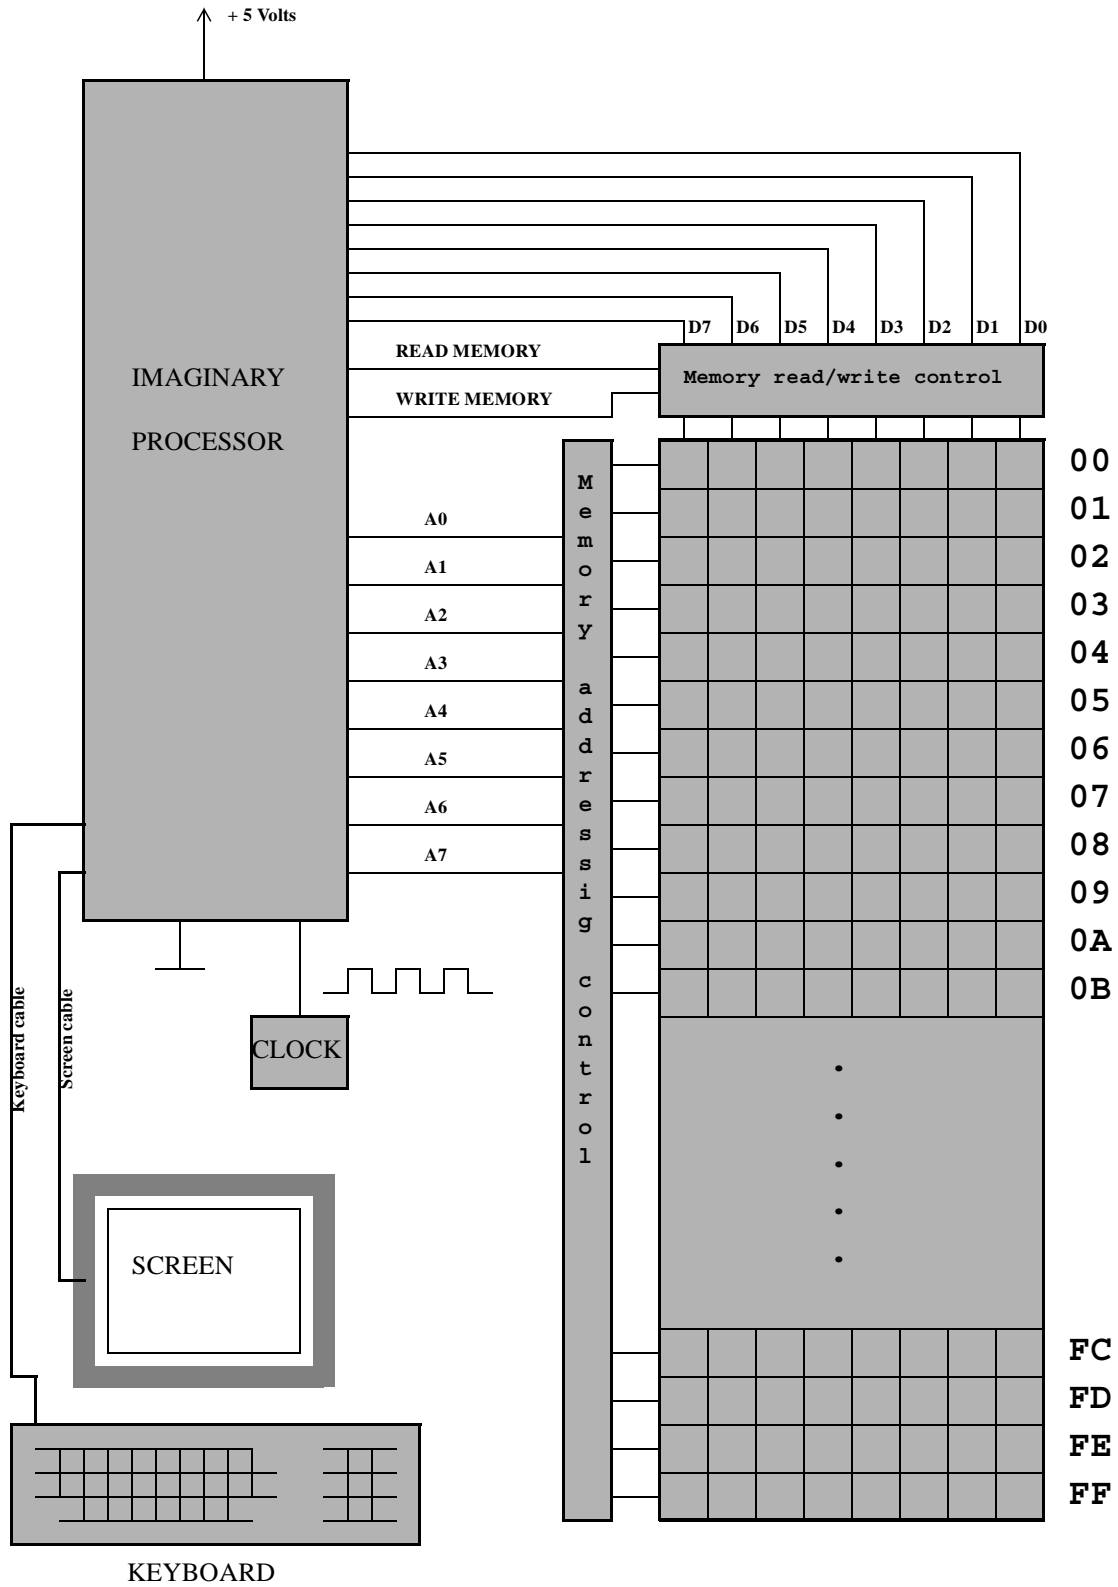 + 5 Volts
D7 D6 D5 D4 D3 D2 D1 D0
READ MEMORY
Memory read/write control
WRITE MEMORY
IMAGINARY
PROCESSOR
A0
A1
A2
A3
A4
A5
A6
A7
Memory addressig control
00
01
02
03
04
05
06
07
08
09
0A
0B
FC
FD
FE
FF
Keyboard cable
Screen cable
CLOCK
SCREEN
KEYBOARD